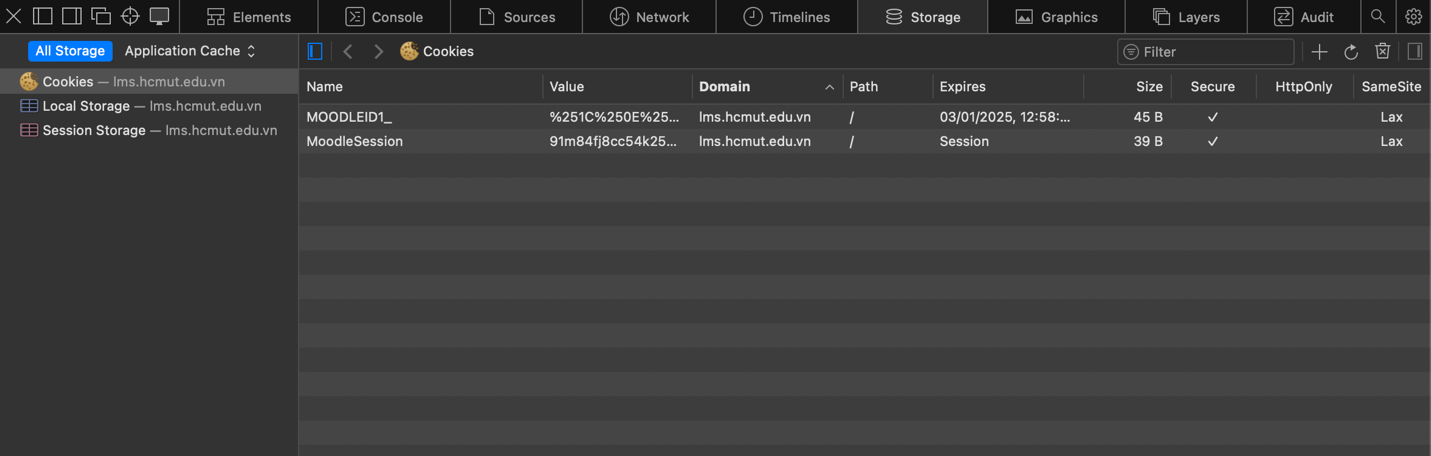 Elements Console Sources Network Timelines Storage Graphics Layers Audit
All Storage Application Cache Cookies Filter
Cookies — lms.hcmut.edu.vn
Local Storage — lms.hcmut.edu.vn
Session Storage — lms.hcmut.edu.vn
Name Value Domain Path Expires Size Secure HttpOnly SameSite
MOODLEID1_ %251C%250E%25... lms.hcmut.edu.vn / 03/01/2025, 12:58:... 45 B ✓ Lax
MoodleSession 91m84fj8cc54k25... lms.hcmut.edu.vn / Session 39 B ✓ Lax